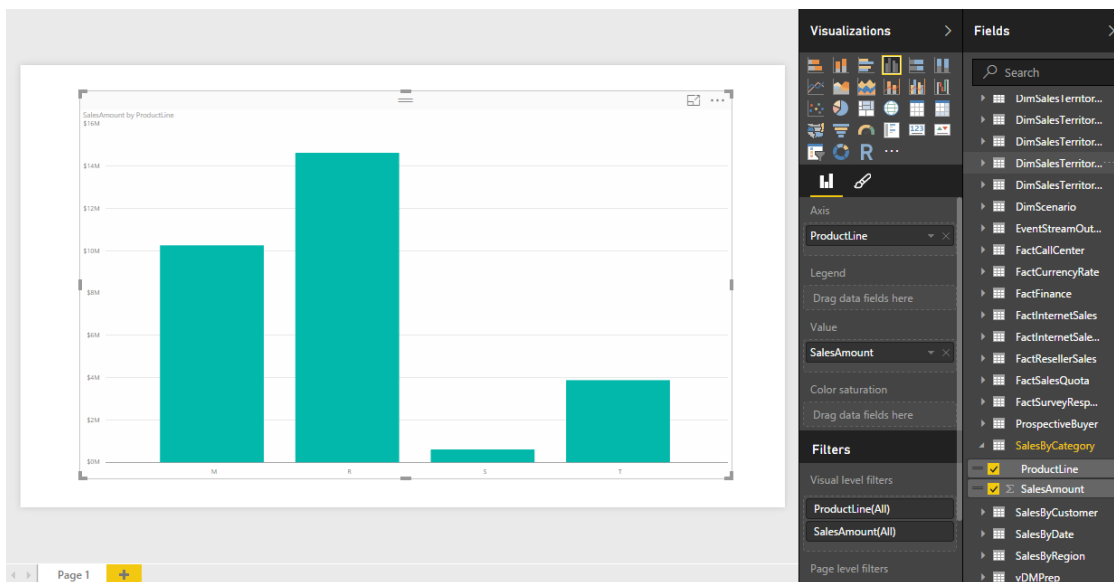 SalesAmount by ProductLine
$16M
$14M
$12M
$10M
$8M
$6M
$4M
$2M
$0M
M
R
S
T
Page 1
+
Visualizations
123
R
Axis
ProductLine
Legend
Drag data fields here
Value
SalesAmount
Color saturation
Drag data fields here
Filters
Visual level filters
ProductLine(All)
SalesAmount(All)
Page level filters
Fields
Search
DimSalesTerritor...
DimSalesTerritor...
DimSalesTerritor...
DimSalesTerritor...
DimSalesTerritor...
DimScenario
EventStreamOut...
FactCallCenter
FactCurrencyRate
FactFinance
FactInternetSales
FactInternetSale...
FactResellerSales
FactSalesQuota
FactSurveyResp...
ProspectiveBuyer
SalesByCategory
ProductLine
Σ SalesAmount
SalesByCustomer
SalesByDate
SalesByRegion
vDMPrep